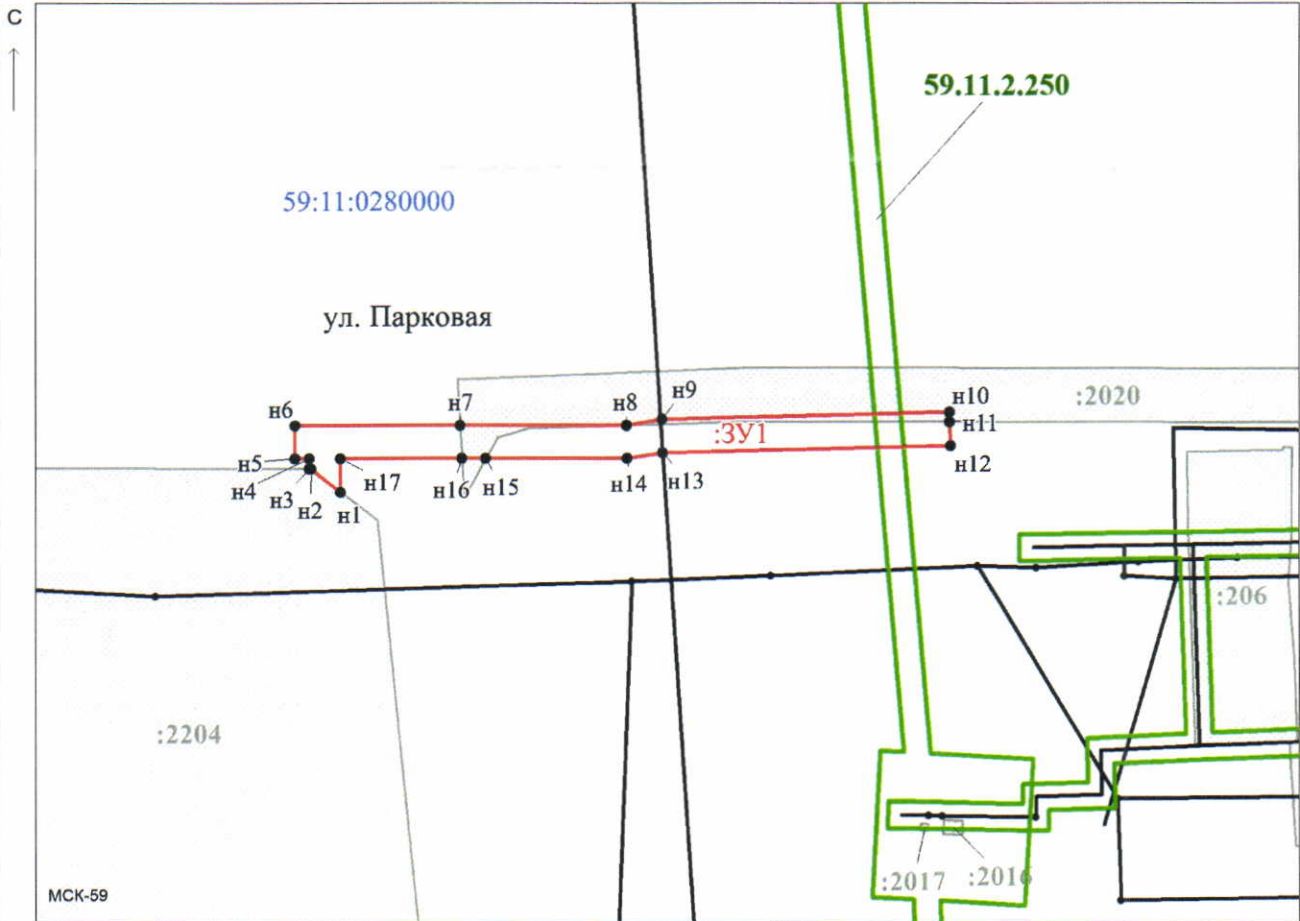 С
59.11.2.250
59:11:0280000
ул. Парковая
:2020
н6
н7
н8
н9
н10
н11
:ЗУ1
н12
н5
н4
н3
н2
н1
н17
н16
н15
н14
н13
:206
:2204
:2017
:2016
МСК-59